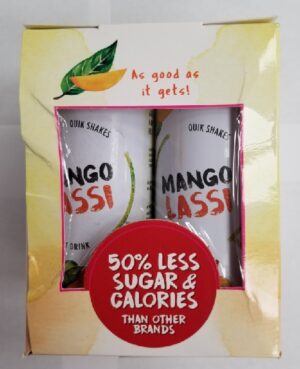 As good as
it gets!
QUIK SHAKES
QUIK SHAKES
ANGO
MANGO
ASSI
LASSI
DRINK
50% LESS
SUGAR &
CALORIES
THAN OTHER
BRANDS